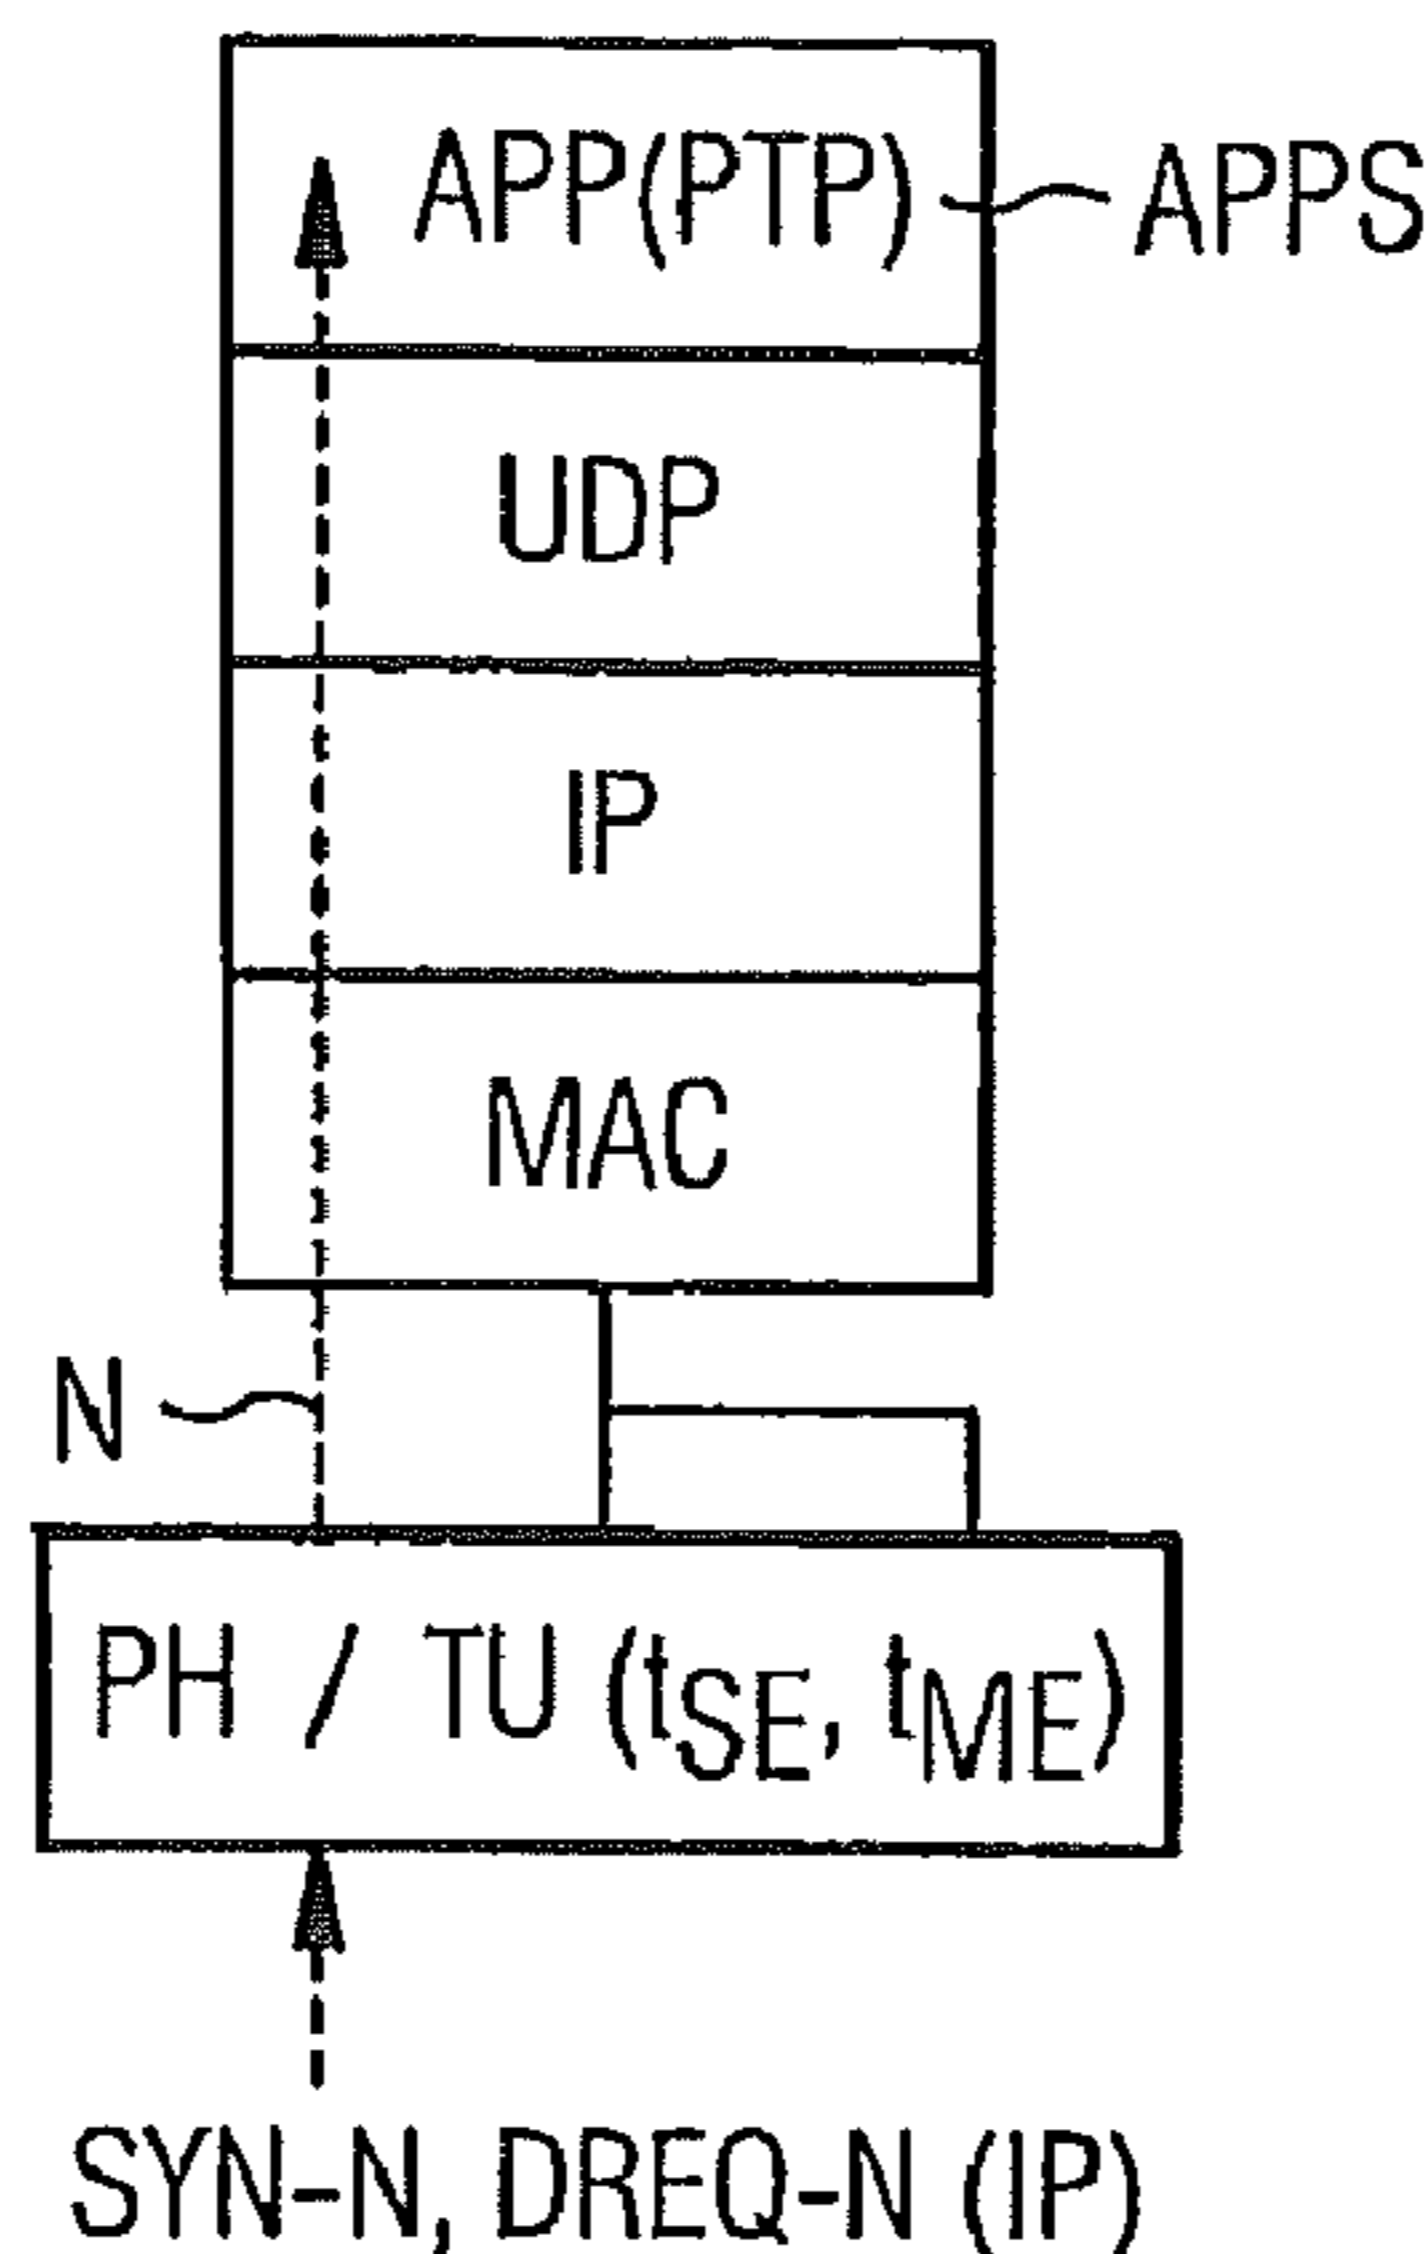 APP(PTP) APPS
UDP
IP
MAC
N
PH / TU (tSE, tME)
SYN-N, DREQ-N (IP)